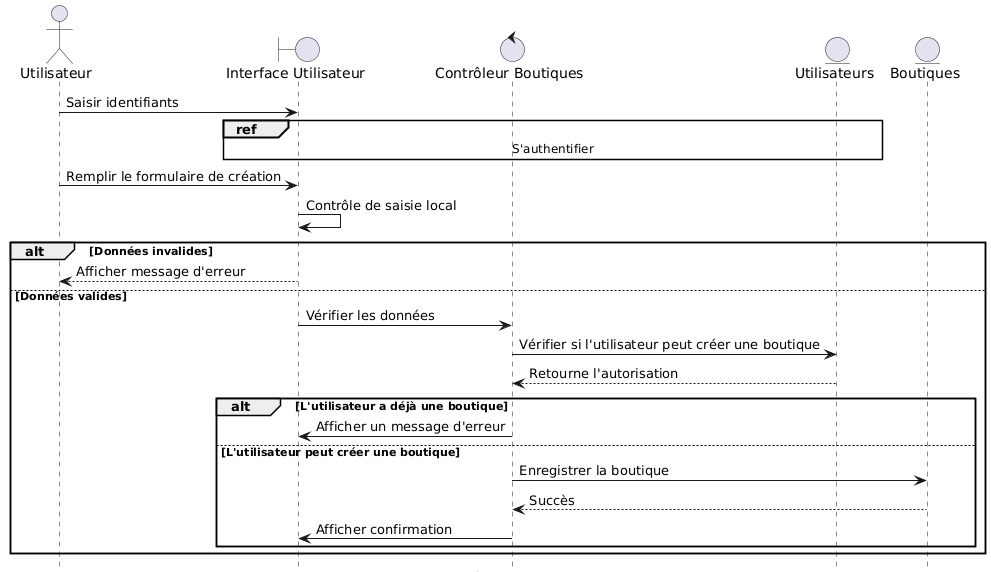 Utilisateur
Interface Utilisateur
Contrôleur Boutiques
Utilisateurs
Boutiques
Saisir identifiants
ref
S'authentifier
Remplir le formulaire de création
Contrôle de saisie local
alt
[Données invalides]
Afficher message d'erreur
[Données valides]
Vérifier les données
Vérifier si l'utilisateur peut créer une boutique
Retourne l'autorisation
alt
[L'utilisateur a déjà une boutique]
Afficher un message d'erreur
[L'utilisateur peut créer une boutique]
Enregistrer la boutique
Succès
Afficher confirmation